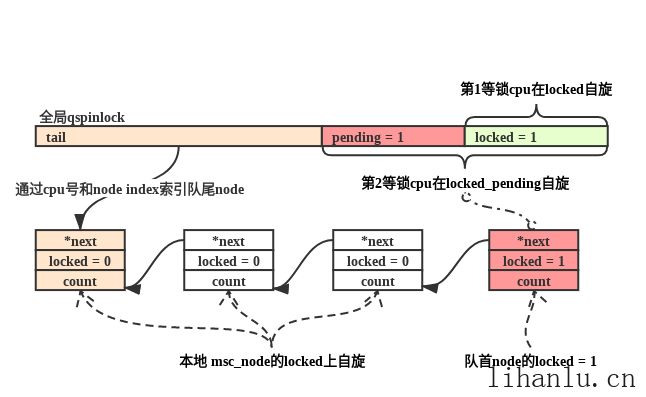 第1等锁cpu在locked自旋
全局qspinlock
tail
pending = 1
locked = 1
第2等锁cpu在locked_pending自旋
通过cpu号和node index索引队尾node
*next
locked = 0
count
*next
locked = 0
count
*next
locked = 0
count
*next
locked = 1
count
本地 msc_node的locked上自旋
队首node的locked = 1
lihanlu.cn